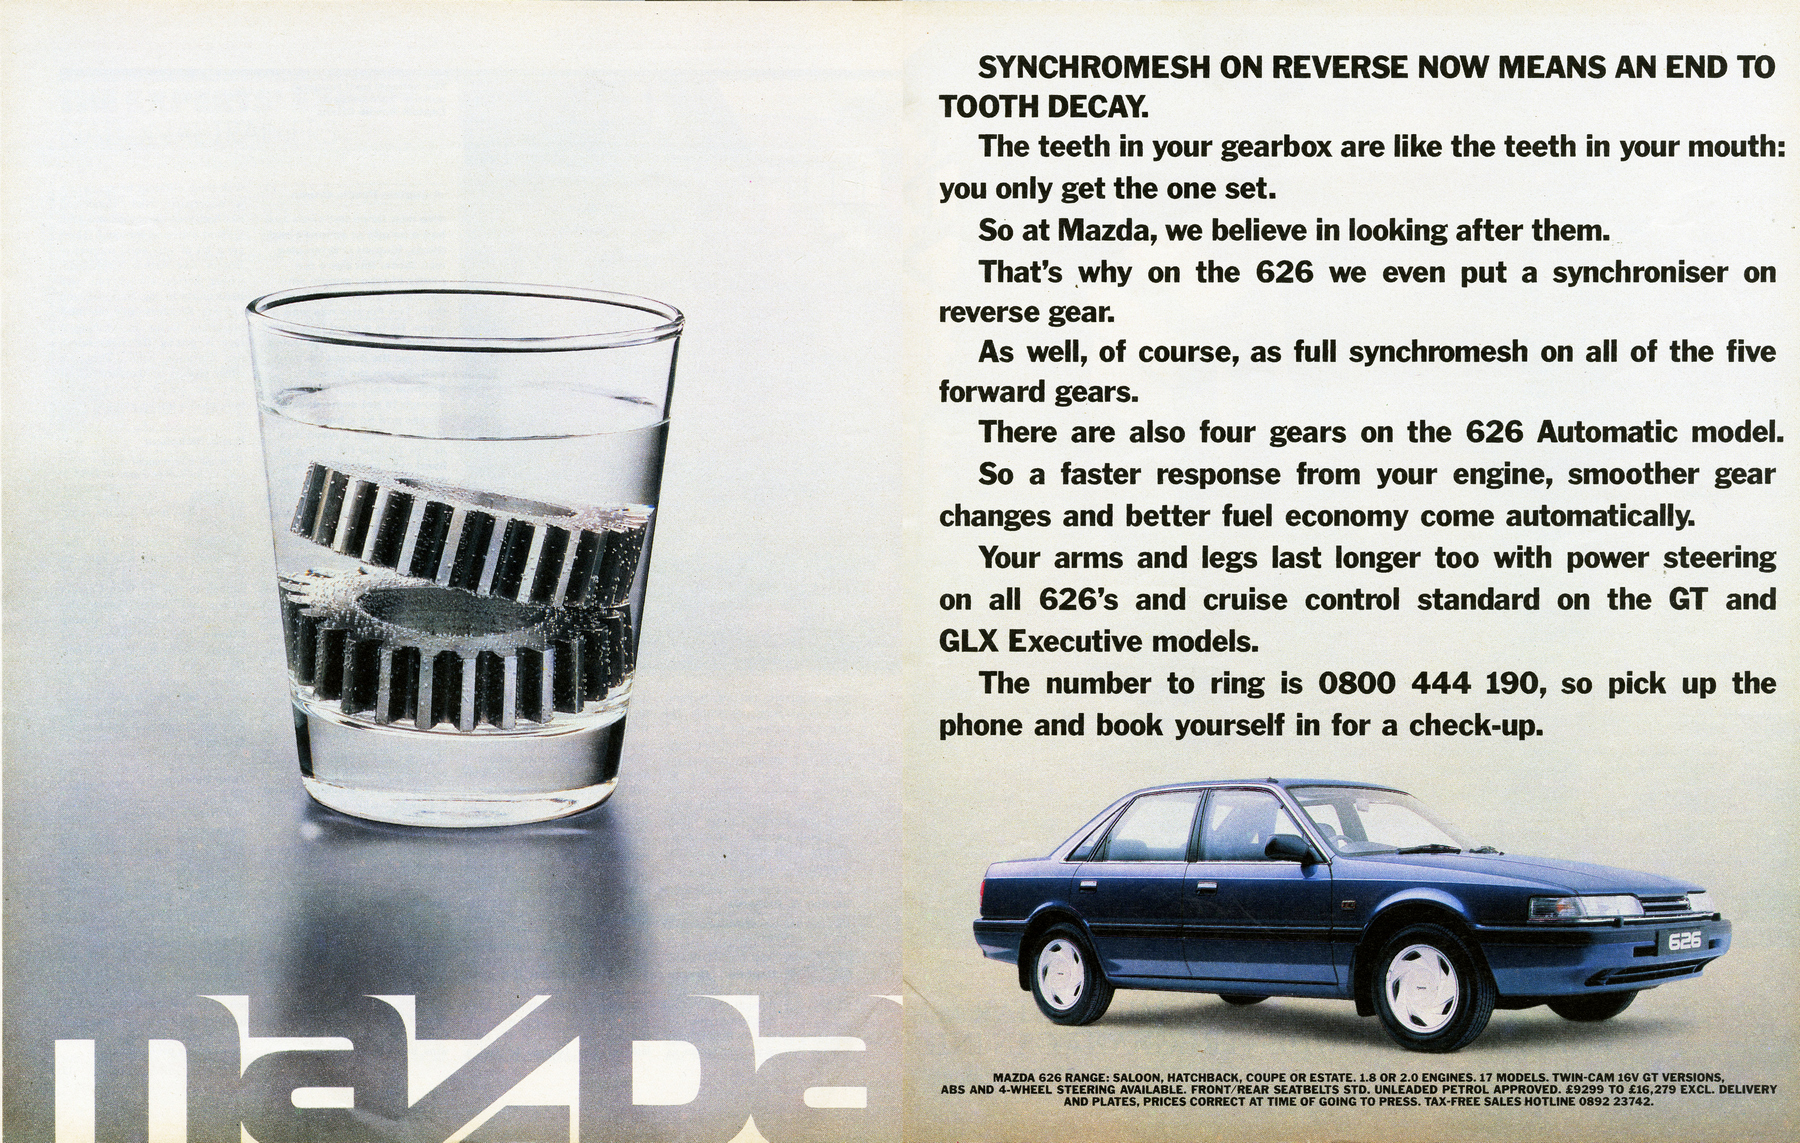 mazda
SYNCHROMESH ON REVERSE NOW MEANS AN END TO
TOOTH DECAY.
The teeth in your gearbox are like the teeth in your mouth:
you only get the one set.
So at Mazda, we believe in looking after them.
That's why on the 626 we even put a synchroniser on
reverse gear.
As well, of course, as full synchromesh on all of the five
forward gears.
There are also four gears on the 626 Automatic model.
So a faster response from your engine, smoother gear
changes and better fuel economy come automatically.
Your arms and legs last longer too with power steering
on all 626's and cruise control standard on the GT and
GLX Executive models.
The number to ring is 0800 444 190, so pick up the
phone and book yourself in for a check-up.
626
MAZDA 626 RANGE: SALOON, HATCHBACK, COUPE OR ESTATE. 1.8 OR 2.0 ENGINES. 17 MODELS. TWIN-CAM 16V GT VERSIONS,
ABS AND 4-WHEEL STEERING AVAILABLE. FRONT/REAR SEATBELTS STD. UNLEADED PETROL APPROVED. £9299 TO £16,279 EXCL. DELIVERY
AND PLATES, PRICES CORRECT AT TIME OF GOING TO PRESS. TAX-FREE SALES HOTLINE 0892 23742.